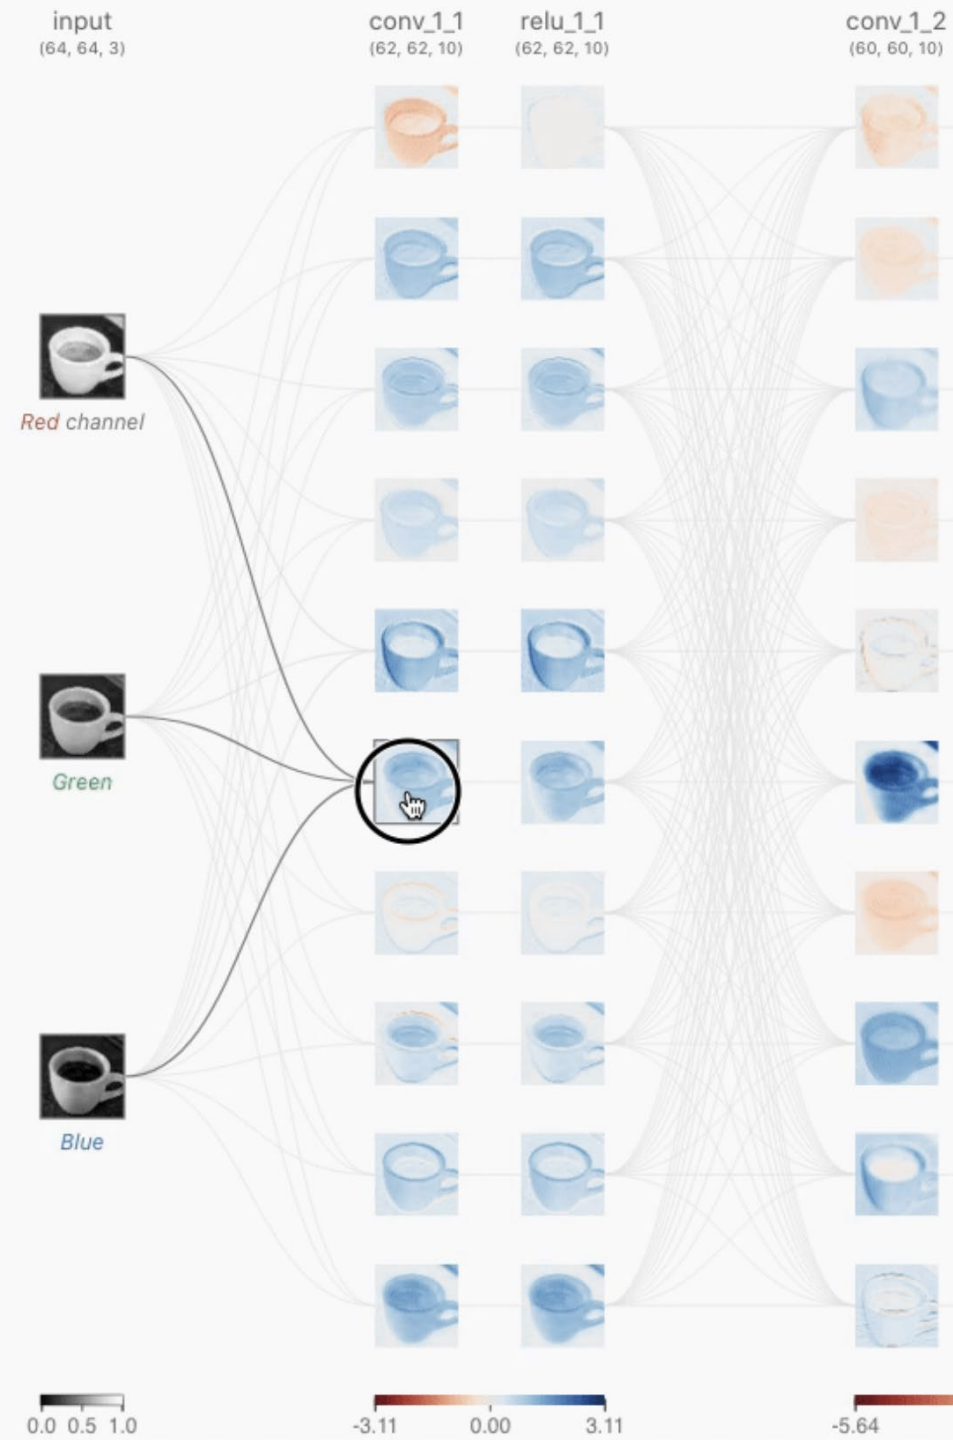 input
(64, 64, 3)
conv_1_1
(62, 62, 10)
relu_1_1
(62, 62, 10)
conv_1_2
(60, 60, 10)
Red channel
Green
Blue
0.0 0.5 1.0
-3.11 0.00 3.11
-5.64